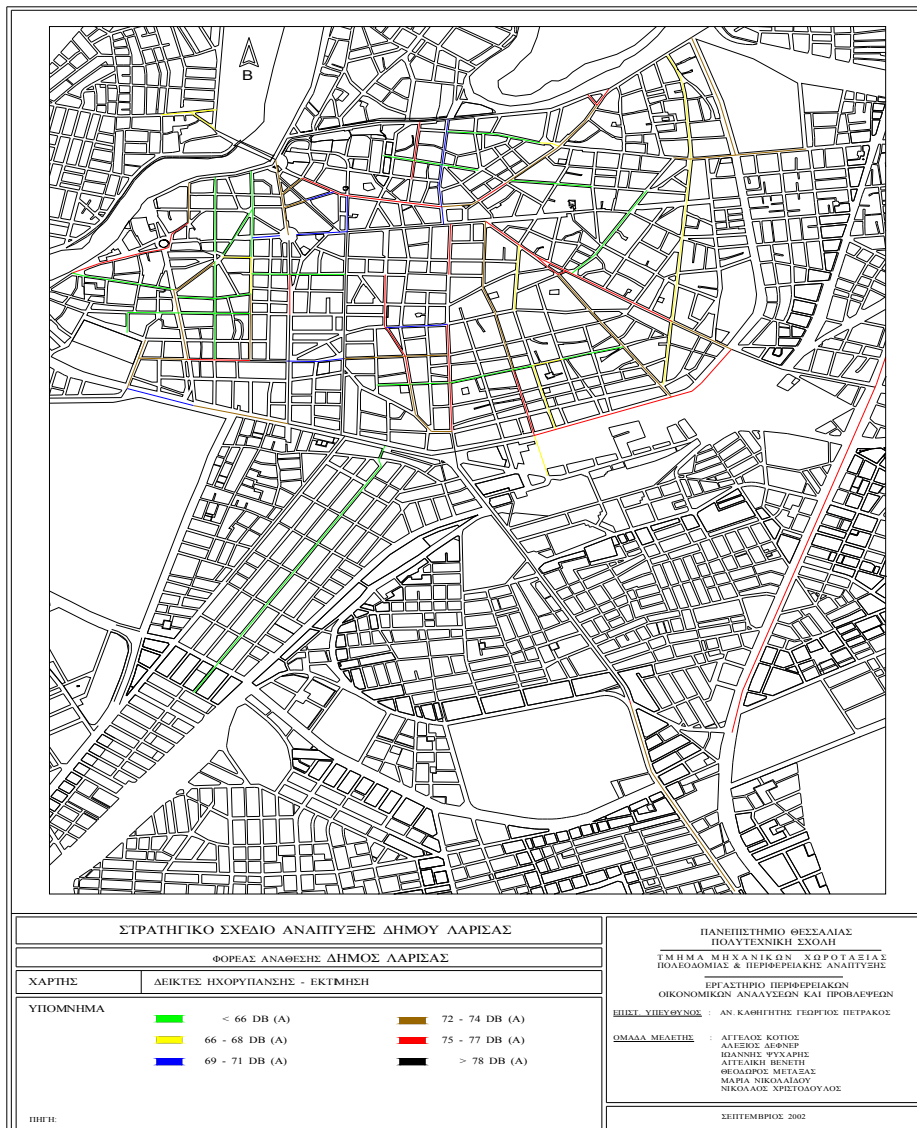 Β
ΣΤΡΑΤΗΓΙΚΟ ΣΧΕΔΙΟ ΑΝΑΠΤΥΞΗΣ ΔΗΜΟΥ ΛΑΡΙΣΑΣ
ΦΟΡΕΑΣ ΑΝΑΘΕΣΗΣ ΔΗΜΟΣ ΛΑΡΙΣΑΣ
ΧΑΡΤΗΣ ΔΕΙΚΤΕΣ ΗΧΟΡΥΠΑΝΣΗΣ - ΕΚΤΙΜΗΣΗ
ΥΠΟΜΝΗΜΑ
< 66 DB (A) 72 - 74 DB (A)
66 - 68 DB (A) 75 - 77 DB (A)
69 - 71 DB (A) > 78 DB (A)
ΠΗΓΗ:
ΠΑΝΕΠΙΣΤΗΜΙΟ ΘΕΣΣΑΛΙΑΣ
ΠΟΛΥΤΕΧΝΙΚΗ ΣΧΟΛΗ
ΤΜΗΜΑ ΜΗΧΑΝΙΚΩΝ ΧΩΡΟΤΑΞΙΑΣ
ΠΟΛΕΟΔΟΜΙΑΣ & ΠΕΡΙΦΕΡΕΙΑΚΗΣ ΑΝΑΠΤΥΞΗΣ
ΕΡΓΑΣΤΗΡΙΟ ΠΕΡΙΦΕΡΕΙΑΚΩΝ
ΟΙΚΟΝΟΜΙΚΩΝ ΑΝΑΛΥΣΕΩΝ ΚΑΙ ΠΡΟΒΛΕΨΕΩΝ
ΕΠΙΣΤ. ΥΠΕΥΘΥΝΟΣ : ΑΝ. ΚΑΘΗΓΗΤΗΣ ΓΕΩΡΓΙΟΣ ΠΕΤΡΑΚΟΣ
ΟΜΑΔΑ ΜΕΛΕΤΗΣ : ΑΓΓΕΛΟΣ ΚΟΤΙΟΣ
ΑΛΕΞΙΟΣ ΔΕΦΝΕΡ
ΙΩΑΝΝΗΣ ΨΥΧΑΡΗΣ
ΑΓΓΕΛΙΚΗ ΒΕΝΕΤΗ
ΘΕΟΔΩΡΟΣ ΜΕΤΑΞΑΣ
ΜΑΡΙΑ ΝΙΚΟΛΑΪΔΟΥ
ΝΙΚΟΛΑΟΣ ΧΡΙΣΤΟΔΟΥΛΟΣ
ΣΕΠΤΕΜΒΡΙΟΣ 2002